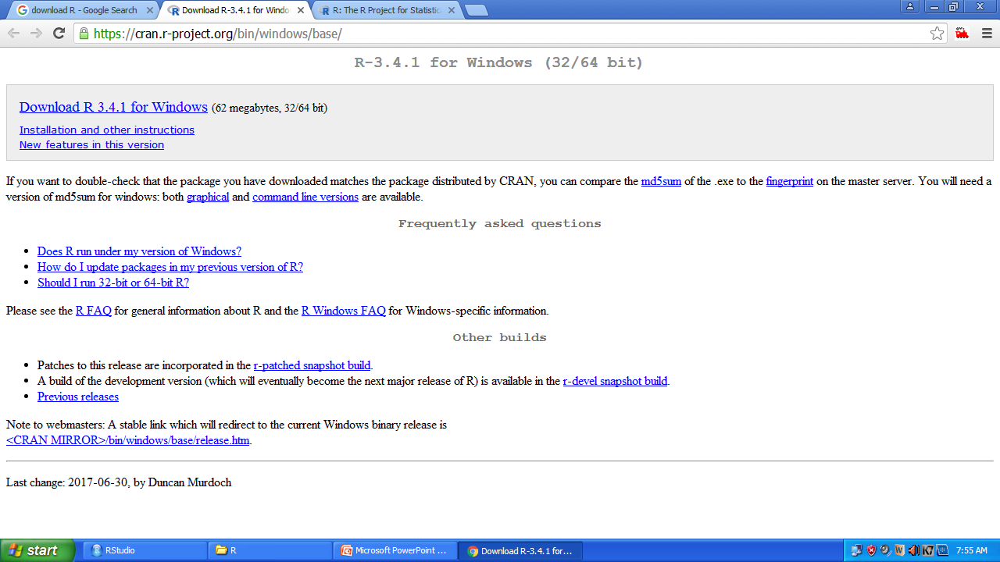 download R - Google Search
Download R-3.4.1 for Windo
R: The R Project for Statistic
https://cran.r-project.org/bin/windows/base/
R-3.4.1 for Windows (32/64 bit)
Download R 3.4.1 for Windows (62 megabytes, 32/64 bit)
Installation and other instructions
New features in this version
If you want to double-check that the package you have downloaded matches the package distributed by CRAN, you can compare the md5sum of the .exe to the fingerprint on the master server. You will need a
version of md5sum for windows: both graphical and command line versions are available.
Frequently asked questions
• Does R run under my version of Windows?
• How do I update packages in my previous version of R?
• Should I run 32-bit or 64-bit R?
Please see the R FAQ for general information about R and the R Windows FAQ for Windows-specific information.
Other builds
• Patches to this release are incorporated in the r-patched snapshot build.
• A build of the development version (which will eventually become the next major release of R) is available in the r-devel snapshot build.
• Previous releases
Note to webmasters: A stable link which will redirect to the current Windows binary release is
<CRAN MIRROR>/bin/windows/base/release.htm.
Last change: 2017-06-30, by Duncan Murdoch
start
RStudio
R
Microsoft PowerPoint ...
Download R-3.4.1 for...
7:55 AM